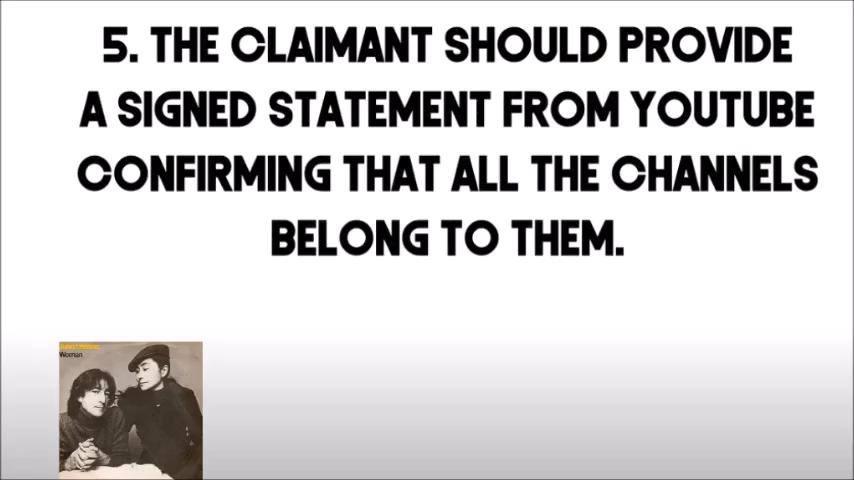 5. THE CLAIMANT SHOULD PROVIDE
A SIGNED STATEMENT FROM YOUTUBE
CONFIRMING THAT ALL THE CHANNELS
BELONG TO THEM.
Woman